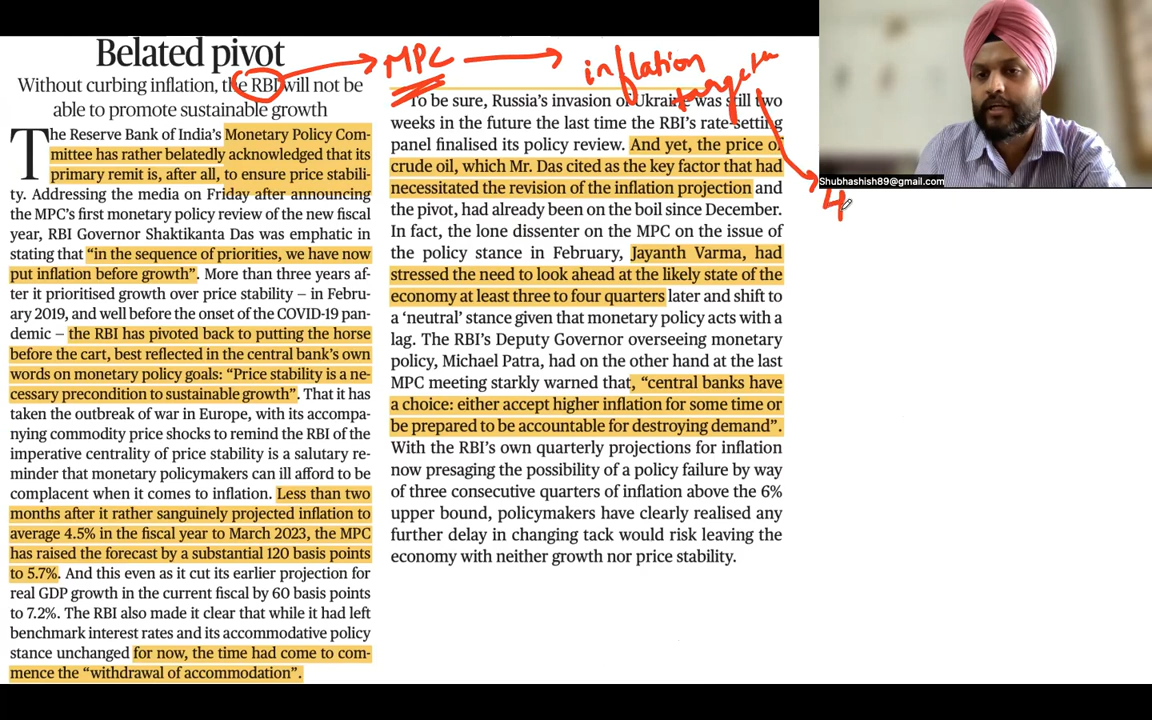 Belated pivot
Without curbing inflation, the RBI will not be
able to promote sustainable growth
The Reserve Bank of India's Monetary Policy Com-
mittee has rather belatedly acknowledged that its
primary remit is, after all, to ensure price stabili-
ty. Addressing the media on Friday after announcing
the MPC's first monetary policy review of the new fiscal
year, RBI Governor Shaktikanta Das was emphatic in
stating that "in the sequence of priorities, we have now
put inflation before growth". More than three years af-
ter it prioritised growth over price stability – in Febru-
ary 2019, and well before the onset of the COVID-19 pan-
demic – the RBI has pivoted back to putting the horse
before the cart, best reflected in the central bank's own
words on monetary policy goals: "Price stability is a ne-
cessary precondition to sustainable growth". That it has
taken the outbreak of war in Europe, with its accompa-
nying commodity price shocks to remind the RBI of the
imperative centrality of price stability is a salutary re-
minder that monetary policymakers can ill afford to be
complacent when it comes to inflation. Less than two
months after it rather sanguinely projected inflation to
average 4.5% in the fiscal year to March 2023, the MPC
has raised the forecast by a substantial 120 basis points
to 5.7%. And this even as it cut its earlier projection for
real GDP growth in the current fiscal by 60 basis points
to 7.2%. The RBI also made it clear that while it had left
benchmark interest rates and its accommodative policy
stance unchanged for now, the time had come to com-
mence the "withdrawal of accommodation".
MPC
inflation
To be sure, Russia's invasion of Ukraine was still two
weeks in the future the last time the RBI's rate-setting
panel finalised its policy review. And yet, the price of
crude oil, which Mr. Das cited as the key factor that had
necessitated the revision of the inflation projection and
the pivot, had already been on the boil since December.
In fact, the lone dissenter on the MPC on the issue of
the policy stance in February, Jayanth Varma, had
stressed the need to look ahead at the likely state of the
economy at least three to four quarters later and shift to
a 'neutral' stance given that monetary policy acts with a
lag. The RBI's Deputy Governor overseeing monetary
policy, Michael Patra, had on the other hand at the last
MPC meeting starkly warned that, "central banks have
a choice: either accept higher inflation for some time or
be prepared to be accountable for destroying demand".
With the RBI's own quarterly projections for inflation
now presaging the possibility of a policy failure by way
of three consecutive quarters of inflation above the 6%
upper bound, policymakers have clearly realised any
further delay in changing tack would risk leaving the
economy with neither growth nor price stability.
Shubhashish89@gmail.com
4